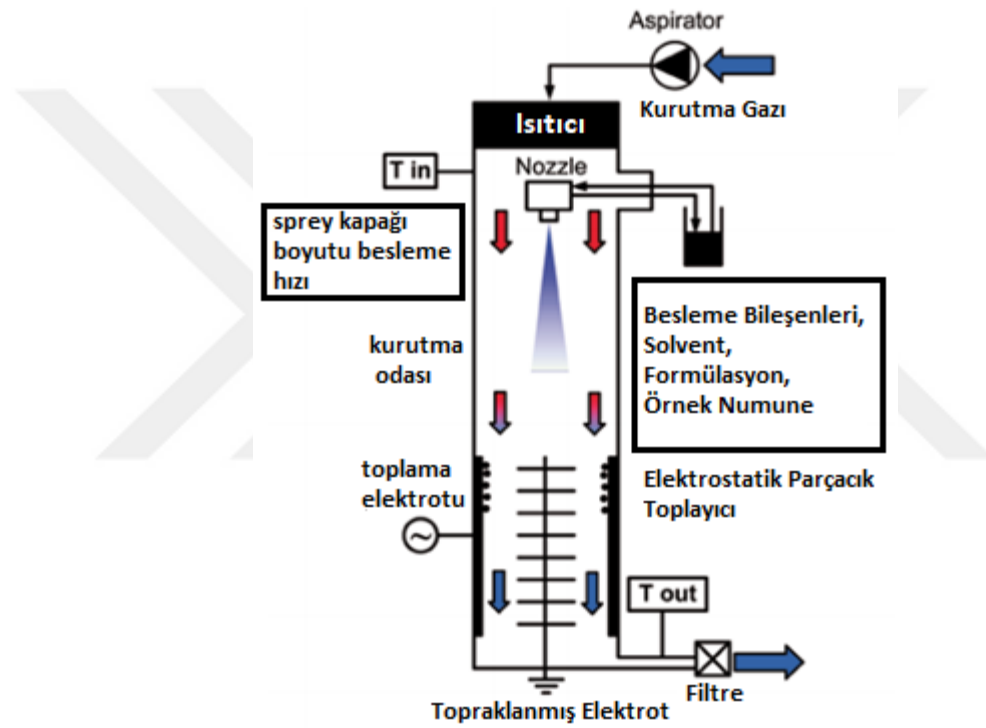 Aspirator
Kurutma Gazı
Isıtıcı
T in
Nozzle
sprey kapağı
boyutu besleme
hızı
Besleme Bileşenleri,
Solvent,
Formülasyon,
Örnek Numune
kurutma
odası
toplama
elektrotu
Elektrostatik Parçacık
Toplayıcı
T out
Filtre
Topraklanmış Elektrot